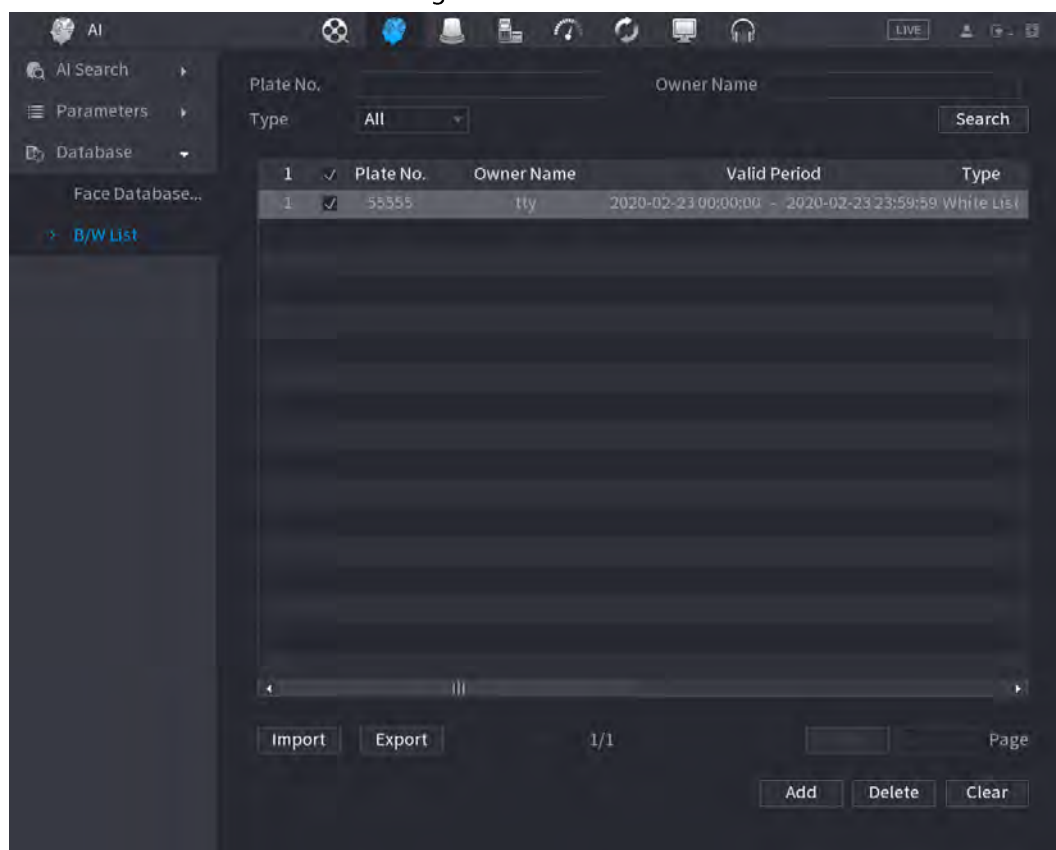 AI LIVE
AI Search
Parameters
Database
Face Database...
B/W List
Plate No. Owner Name
Type All Search
1 Plate No. Owner Name Valid Period Type
1 55555 tty 2020-02-23 00:00:00 - 2020-02-23 23:59:59 White List
Import Export 1/1 Page
Add Delete Clear